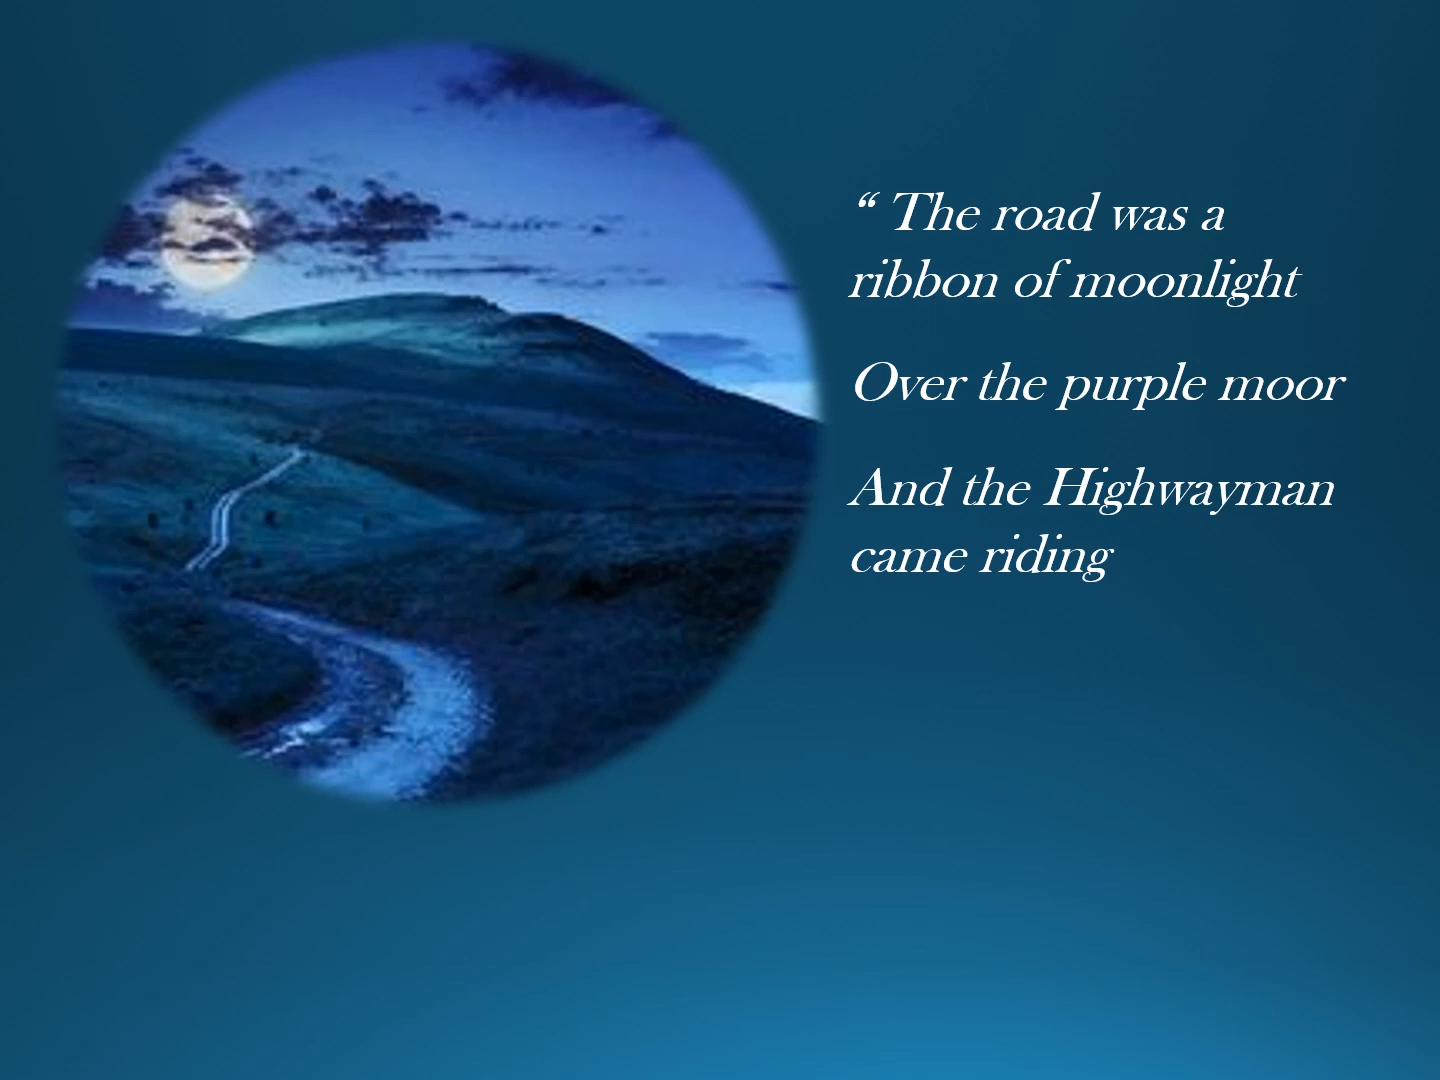 “ The road was a
ribbon of moonlight
Over the purple moor
And the Highwayman
came riding